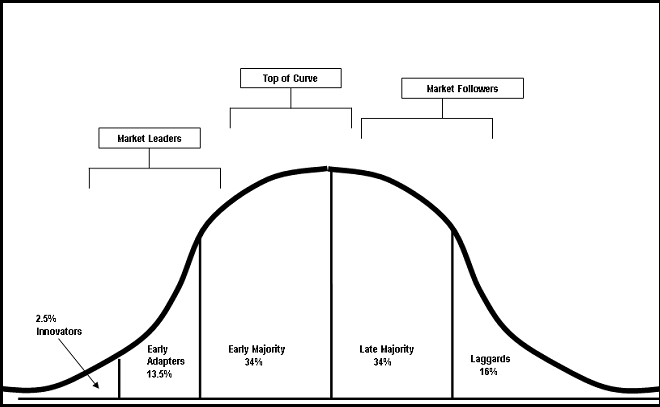 Top of Curve
Market Followers
Market Leaders
2.5%
Innovators
Early
Adapters
13.5%
Early Majority
34%
Late Majority
34%
Laggards
16%